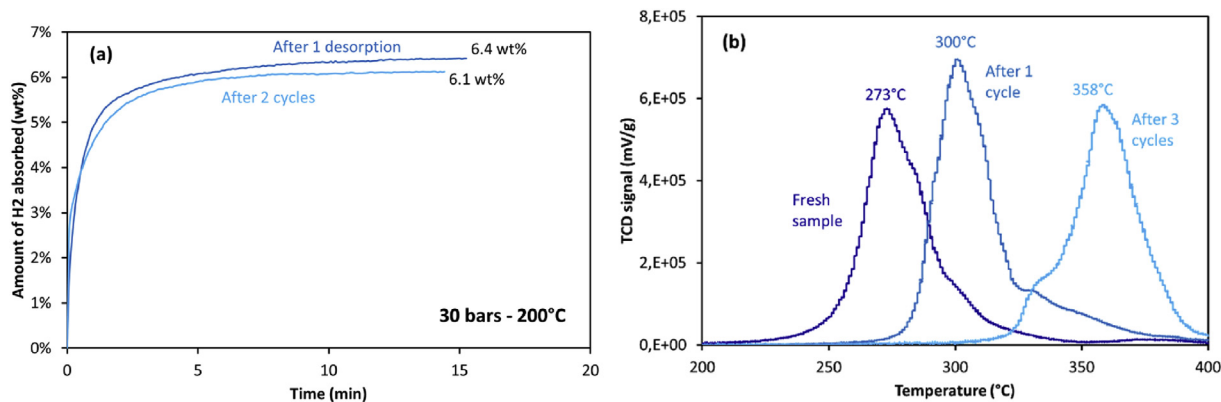 (a)
Amount of H2 absorbed (wt%)
7%
6%
5%
4%
3%
2%
1%
0%
After 1 desorption
6.4 wt%
6.1 wt%
After 2 cycles
30 bars - 200°C
0
5
10
15
20
Time (min)
(b)
TCD signal (mV/g)
8,E+05
6,E+05
4,E+05
2,E+05
0,E+00
300°C
After 1
cycle
273°C
358°C
After 3
cycles
Fresh
sample
200
250
300
350
400
Temperature (°C)